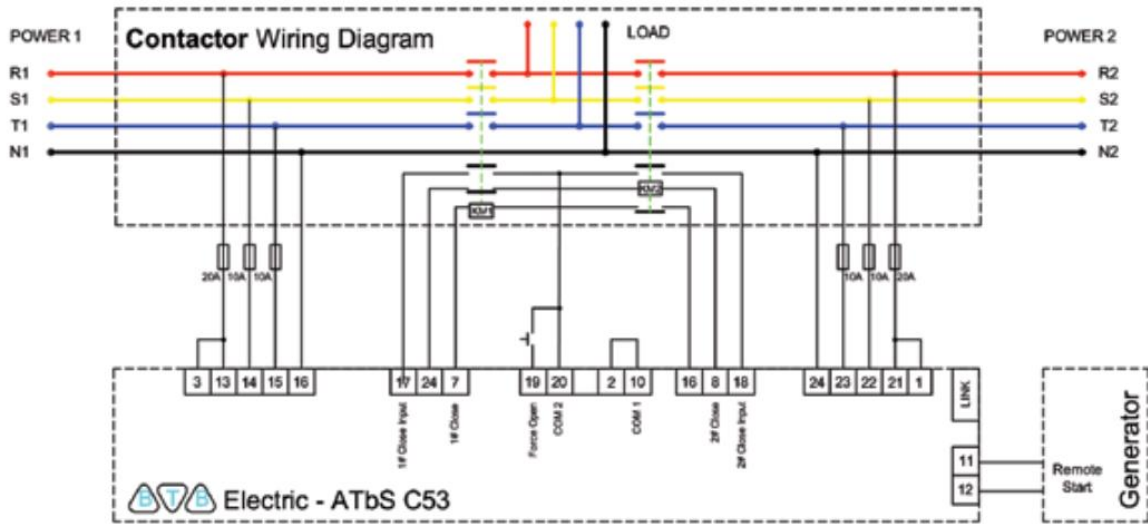 POWER 1
Contactor Wiring Diagram
LOAD
POWER 2
R1
R2
S1
S2
T1
T2
N1
N2
KM2
KM1
20A 10A 10A
10A 10A 20A
3 13 14 15 16
17 24 7
19 20 2 10
16 8 18
24 23 22 21 1
LINK
1# Close Input
1# Close
Force Open
COM 2
COM 1
2# Close
2# Close Input
11
12
Remote
Start
Generator
BTB Electric - ATbS C53